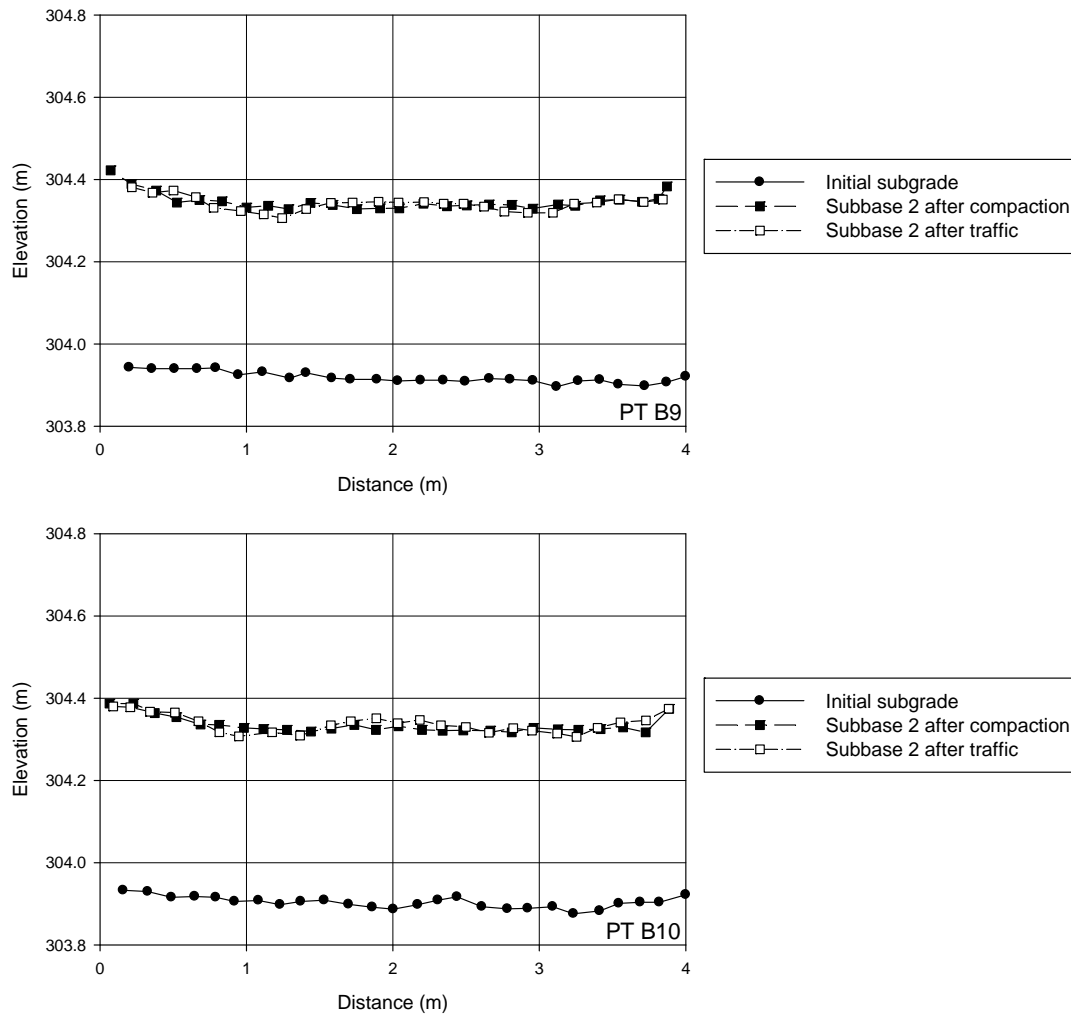 304.8
304.6
304.4
304.2
304.0
303.8
Elevation (m)
0 1 2 3 4
Distance (m)
PT B9
Initial subgrade
Subbase 2 after compaction
Subbase 2 after traffic
304.8
304.6
304.4
304.2
304.0
303.8
Elevation (m)
0 1 2 3 4
Distance (m)
PT B10
Initial subgrade
Subbase 2 after compaction
Subbase 2 after traffic